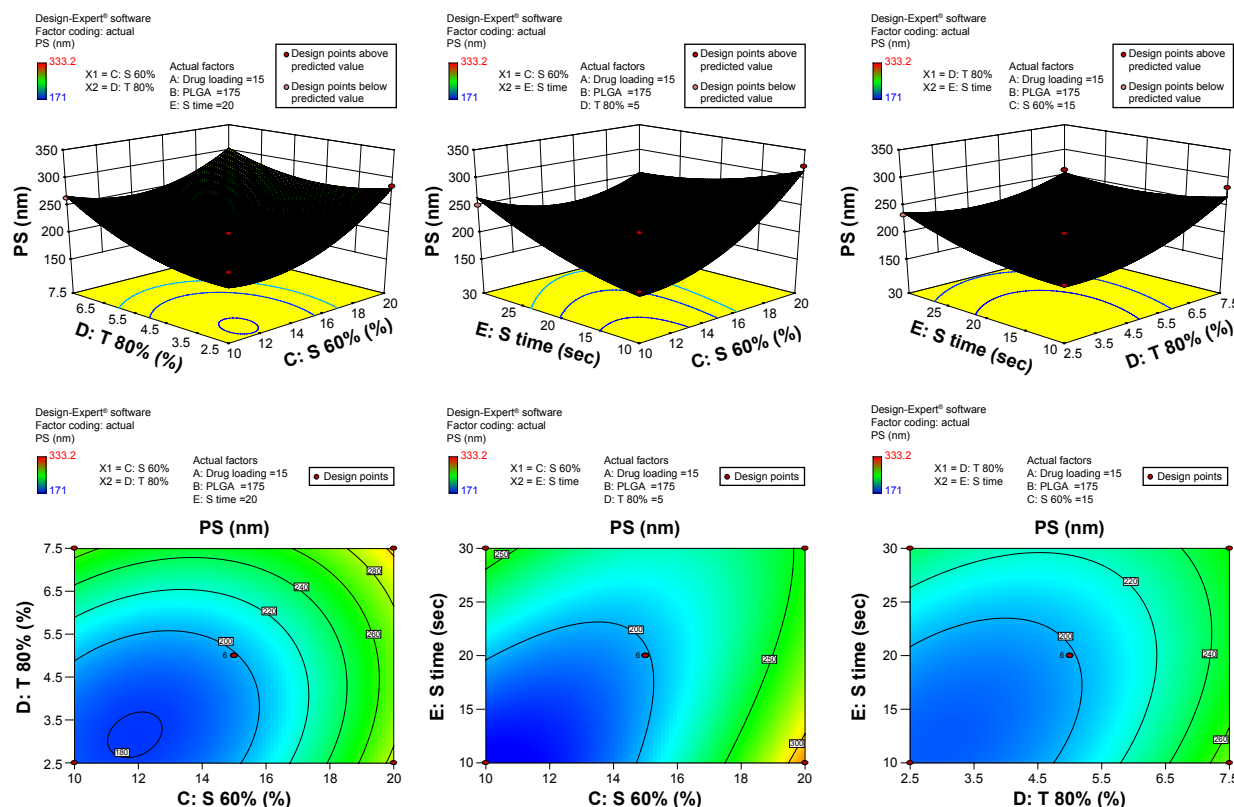 Design-Expert® software
Factor coding: actual
PS (nm)
333.2
171
X1 = C: S 60%
X2 = D: T 80%
Actual factors
A: Drug loading =15
B: PLGA =175
E: S time =20
Design points above
predicted value
Design points below
predicted value
350
300
250
200
150
PS (nm)
7.5
6.5
5.5
4.5
3.5
2.5
D: T 80% (%)
10
12
14
16
18
20
C: S 60% (%)
Design-Expert® software
Factor coding: actual
PS (nm)
333.2
171
X1 = C: S 60%
X2 = E: S time
Actual factors
A: Drug loading =15
B: PLGA =175
D: T 80% =5
Design points above
predicted value
Design points below
predicted value
350
300
250
200
150
PS (nm)
30
25
20
15
10
E: S time (sec)
10
12
14
16
18
20
C: S 60% (%)
Design-Expert® software
Factor coding: actual
PS (nm)
333.2
171
X1 = D: T 80%
X2 = E: S time
Actual factors
A: Drug loading =15
B: PLGA =175
C: S 60% =15
Design points above
predicted value
Design points below
predicted value
350
300
250
200
150
PS (nm)
30
25
20
15
10
E: S time (sec)
2.5
3.5
4.5
5.5
6.5
7.5
D: T 80% (%)
Design-Expert® software
Factor coding: actual
PS (nm)
333.2
171
X1 = C: S 60%
X2 = D: T 80%
Actual factors
A: Drug loading =15
B: PLGA =175
E: S time =20
Design points
PS (nm)
7.5
6.5
5.5
4.5
3.5
2.5
D: T 80% (%)
280
240
220
260
200
6
180
10
12
14
16
18
20
C: S 60% (%)
Design-Expert® software
Factor coding: actual
PS (nm)
333.2
171
X1 = C: S 60%
X2 = E: S time
Actual factors
A: Drug loading =15
B: PLGA =175
D: T 80% =5
Design points
PS (nm)
30
25
20
15
10
E: S time (sec)
250
200
6
250
300
10
12
14
16
18
20
C: S 60% (%)
Design-Expert® software
Factor coding: actual
PS (nm)
333.2
171
X1 = D: T 80%
X2 = E: S time
Actual factors
A: Drug loading =15
B: PLGA =175
C: S 60% =15
Design points
PS (nm)
30
25
20
15
10
E: S time (sec)
220
200
6
240
260
2.5
3.5
4.5
5.5
6.5
7.5
D: T 80% (%)